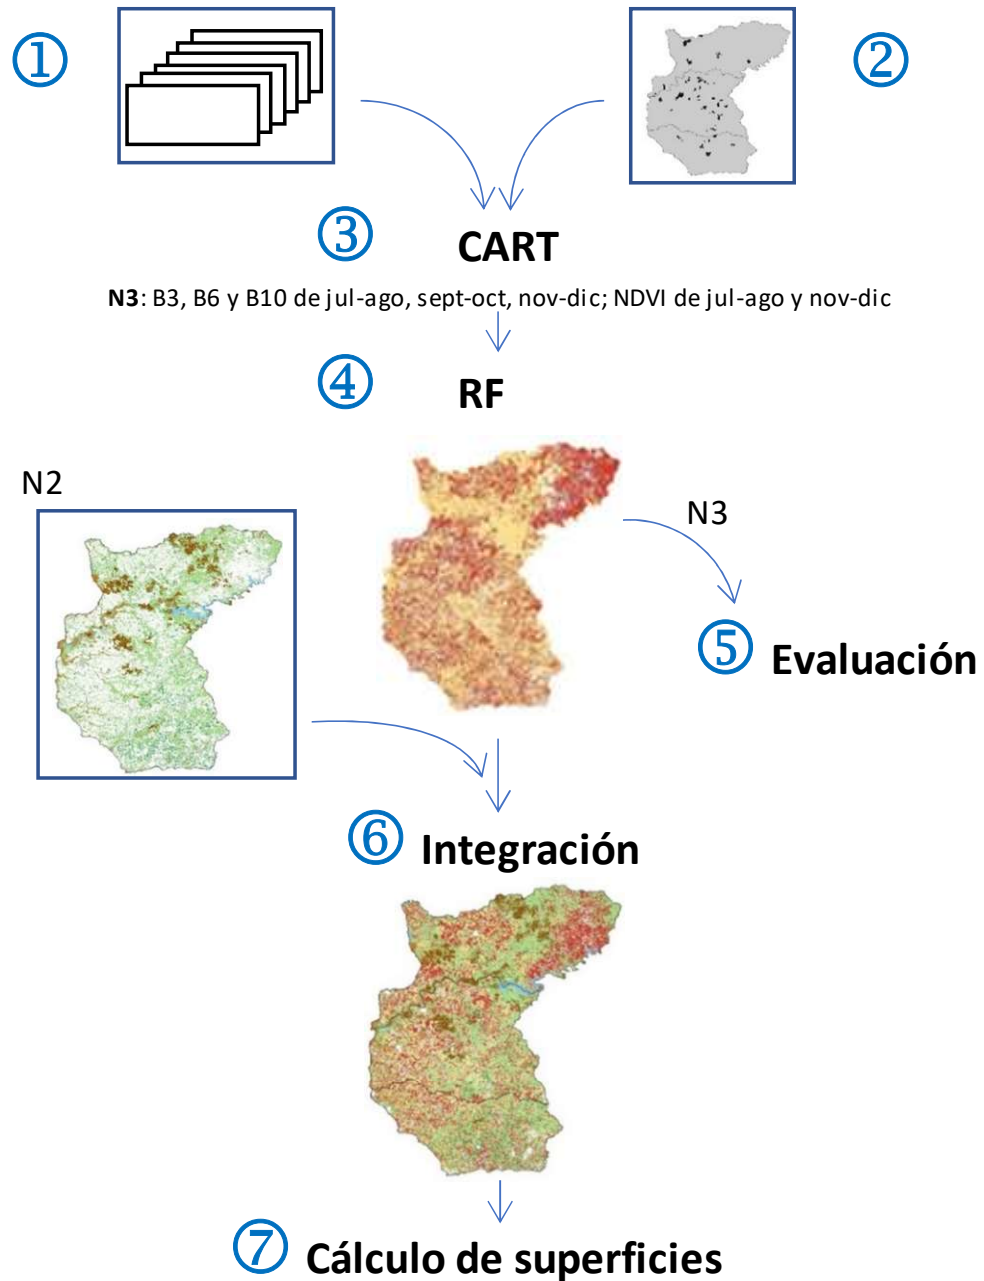 ① ②
③ CART
N3: B3, B6 y B10 de jul-ago, sept-oct, nov-dic; NDVI de jul-ago y nov-dic
④ RF
N2
N3
⑤ Evaluación
⑥ Integración
⑦ Cálculo de superficies